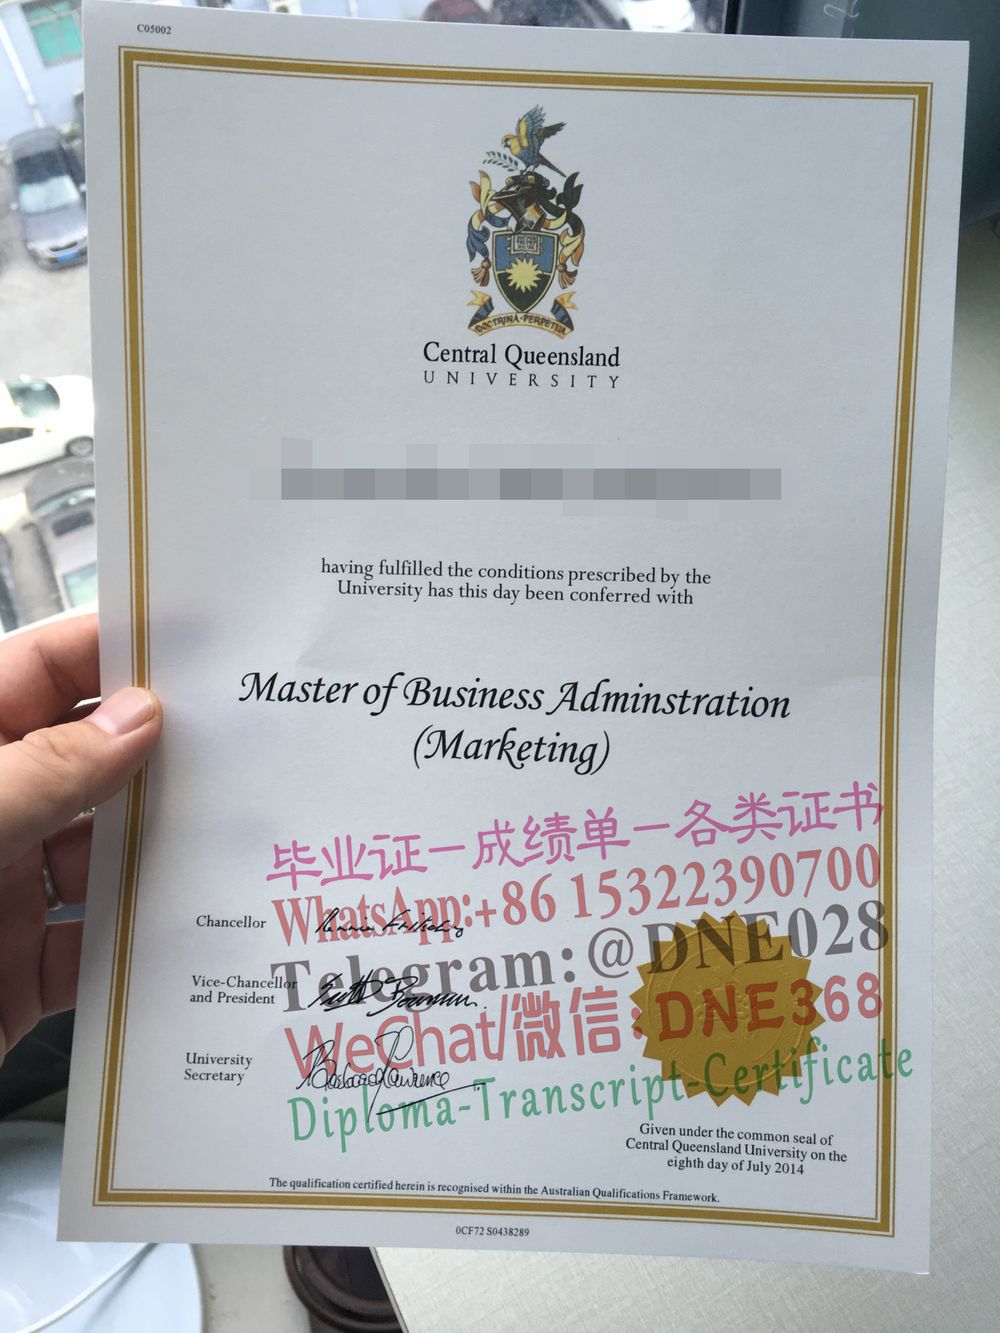 C05002
DOCTRINA·PERPETUA
Central Queensland
UNIVERSITY
having fulfilled the conditions prescribed by the
University has this day been conferred with
Master of Business Adminstration
(Marketing)
毕业证－成绩单－各类证书
WhatsApp:+86 15322390700
Chancellor
Telegram:@DNE028
Vice-Chancellor
and President
WeChat/微信:DNE368
University
Secretary
Diploma-Transcript-Certificate
Given under the common seal of
Central Queensland University on the
eighth day of July 2014
The qualification certified herein is recognised within the Australian Qualifications Framework.
0CF72 S0438289